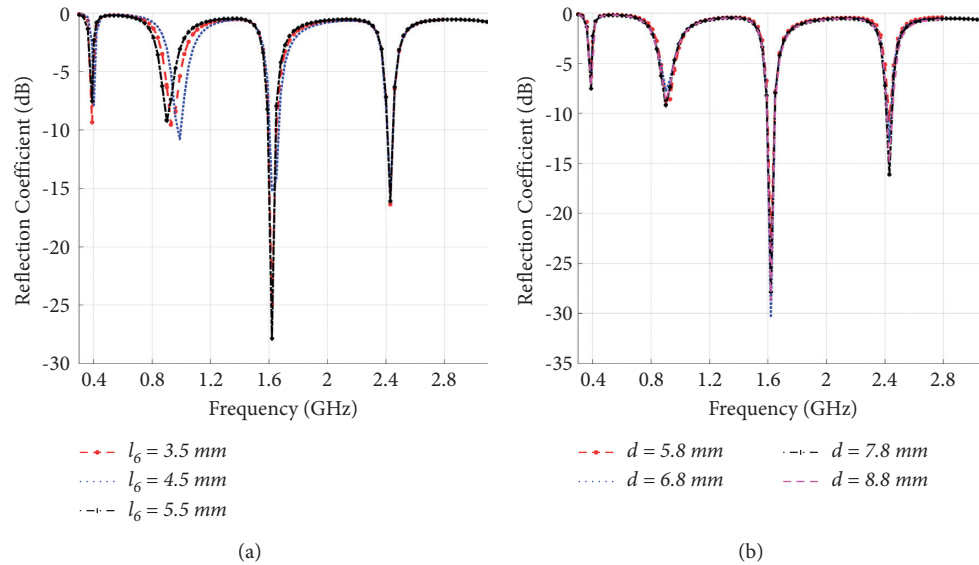 0
-5
-10
-15
-20
-25
-30
Reflection Coefficient (dB)
0.4 0.8 1.2 1.6 2 2.4 2.8
Frequency (GHz)
l6 = 3.5 mm
l6 = 4.5 mm
l6 = 5.5 mm
(a)
0
-5
-10
-15
-20
-25
-30
-35
Reflection Coefficient (dB)
0.4 0.8 1.2 1.6 2 2.4 2.8
Frequency (GHz)
d = 5.8 mm d = 7.8 mm
d = 6.8 mm d = 8.8 mm
(b)